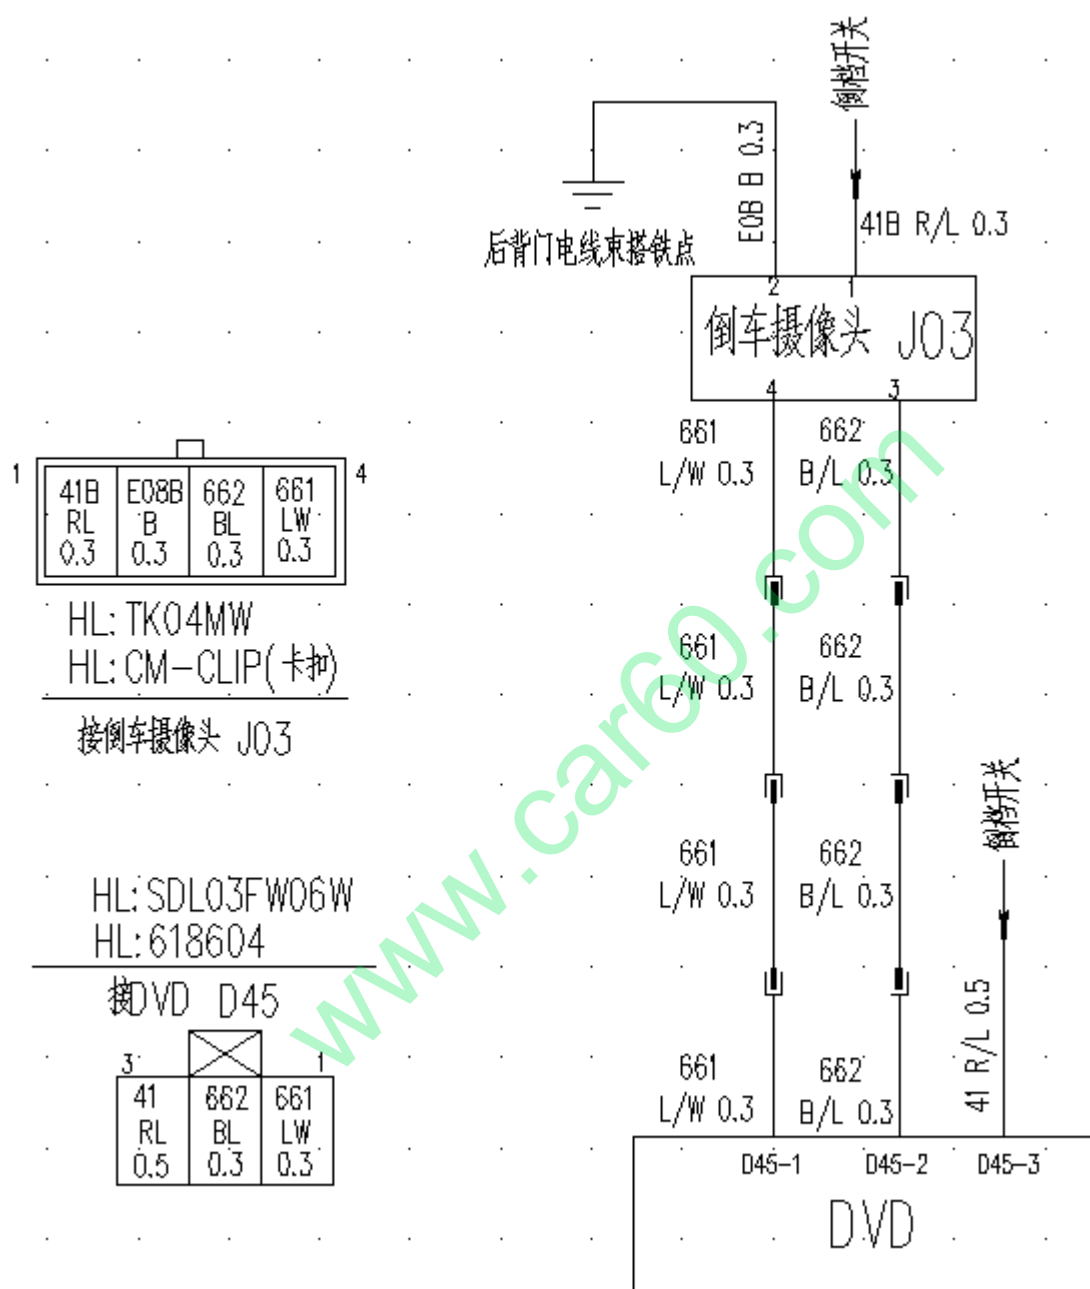 倒档开关
E08B B 0.3
41B R/L 0.3
后背门电线束搭铁点
2 1
倒车摄像头 J03
4 3
661 662
L/W 0.3 B/L 0.3
1 4
41B E08B 662 661
RL B BL LW
0.3 0.3 0.3 0.3
HL: TK04MW
HL: CM-CLIP(卡扣)
接倒车摄像头 J03
661 662
L/W 0.3 B/L 0.3
倒档开关
661 662
L/W 0.3 B/L 0.3
HL: SDL03FW06W
HL: 618604
接DVD D45
3 1
41 662 661
RL BL LW
0.5 0.3 0.3
661 662
L/W 0.3 B/L 0.3
41 R/L 0.5
D45-1 D45-2 D45-3
DVD
www.car60.com